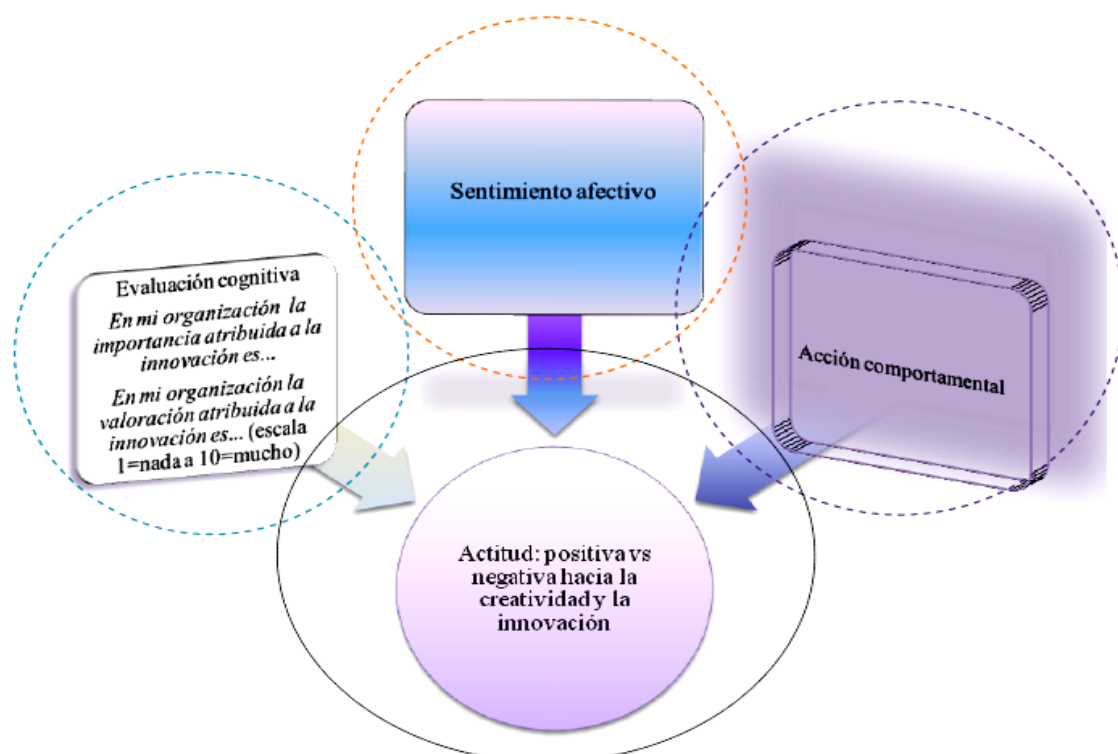 Sentimiento afectivo
Evaluación cognitiva
En mi organización la
importancia atribuida a la
innovación es...
En mi organización la
valoración atribuida a la
innovación es... (escala
1=nada a 10=mucho)
Acción comportamental
Actitud: positiva vs
negativa hacia la
creatividad y la
innovación